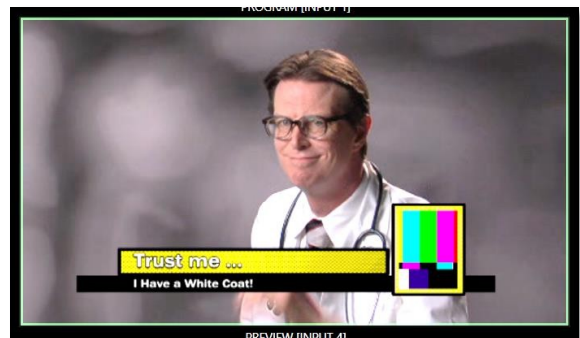 PROGRAM [INPUT 1]
Trust me ...
I Have a White Coat!
PREVIEW [INPUT 4]